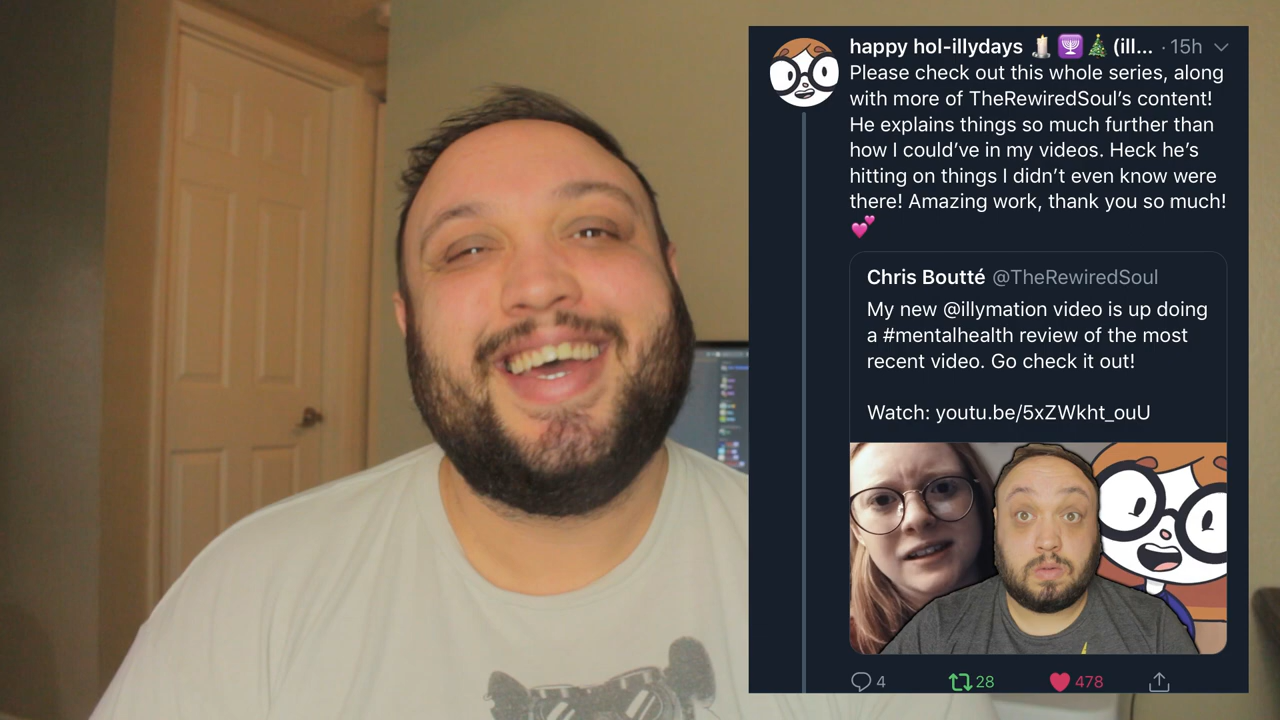 happy hol-illydays 🕯️ 🕎 🎄 (ill... · 15h
Please check out this whole series, along
with more of TheRewiredSoul's content!
He explains things so much further than
how I could've in my videos. Heck he's
hitting on things I didn't even know were
there! Amazing work, thank you so much!
💕
Chris Boutté @TheRewiredSoul
My new @illymation video is up doing
a #mentalhealth review of the most
recent video. Go check it out!
Watch: youtu.be/5xZWkht_ouU
4 28 478